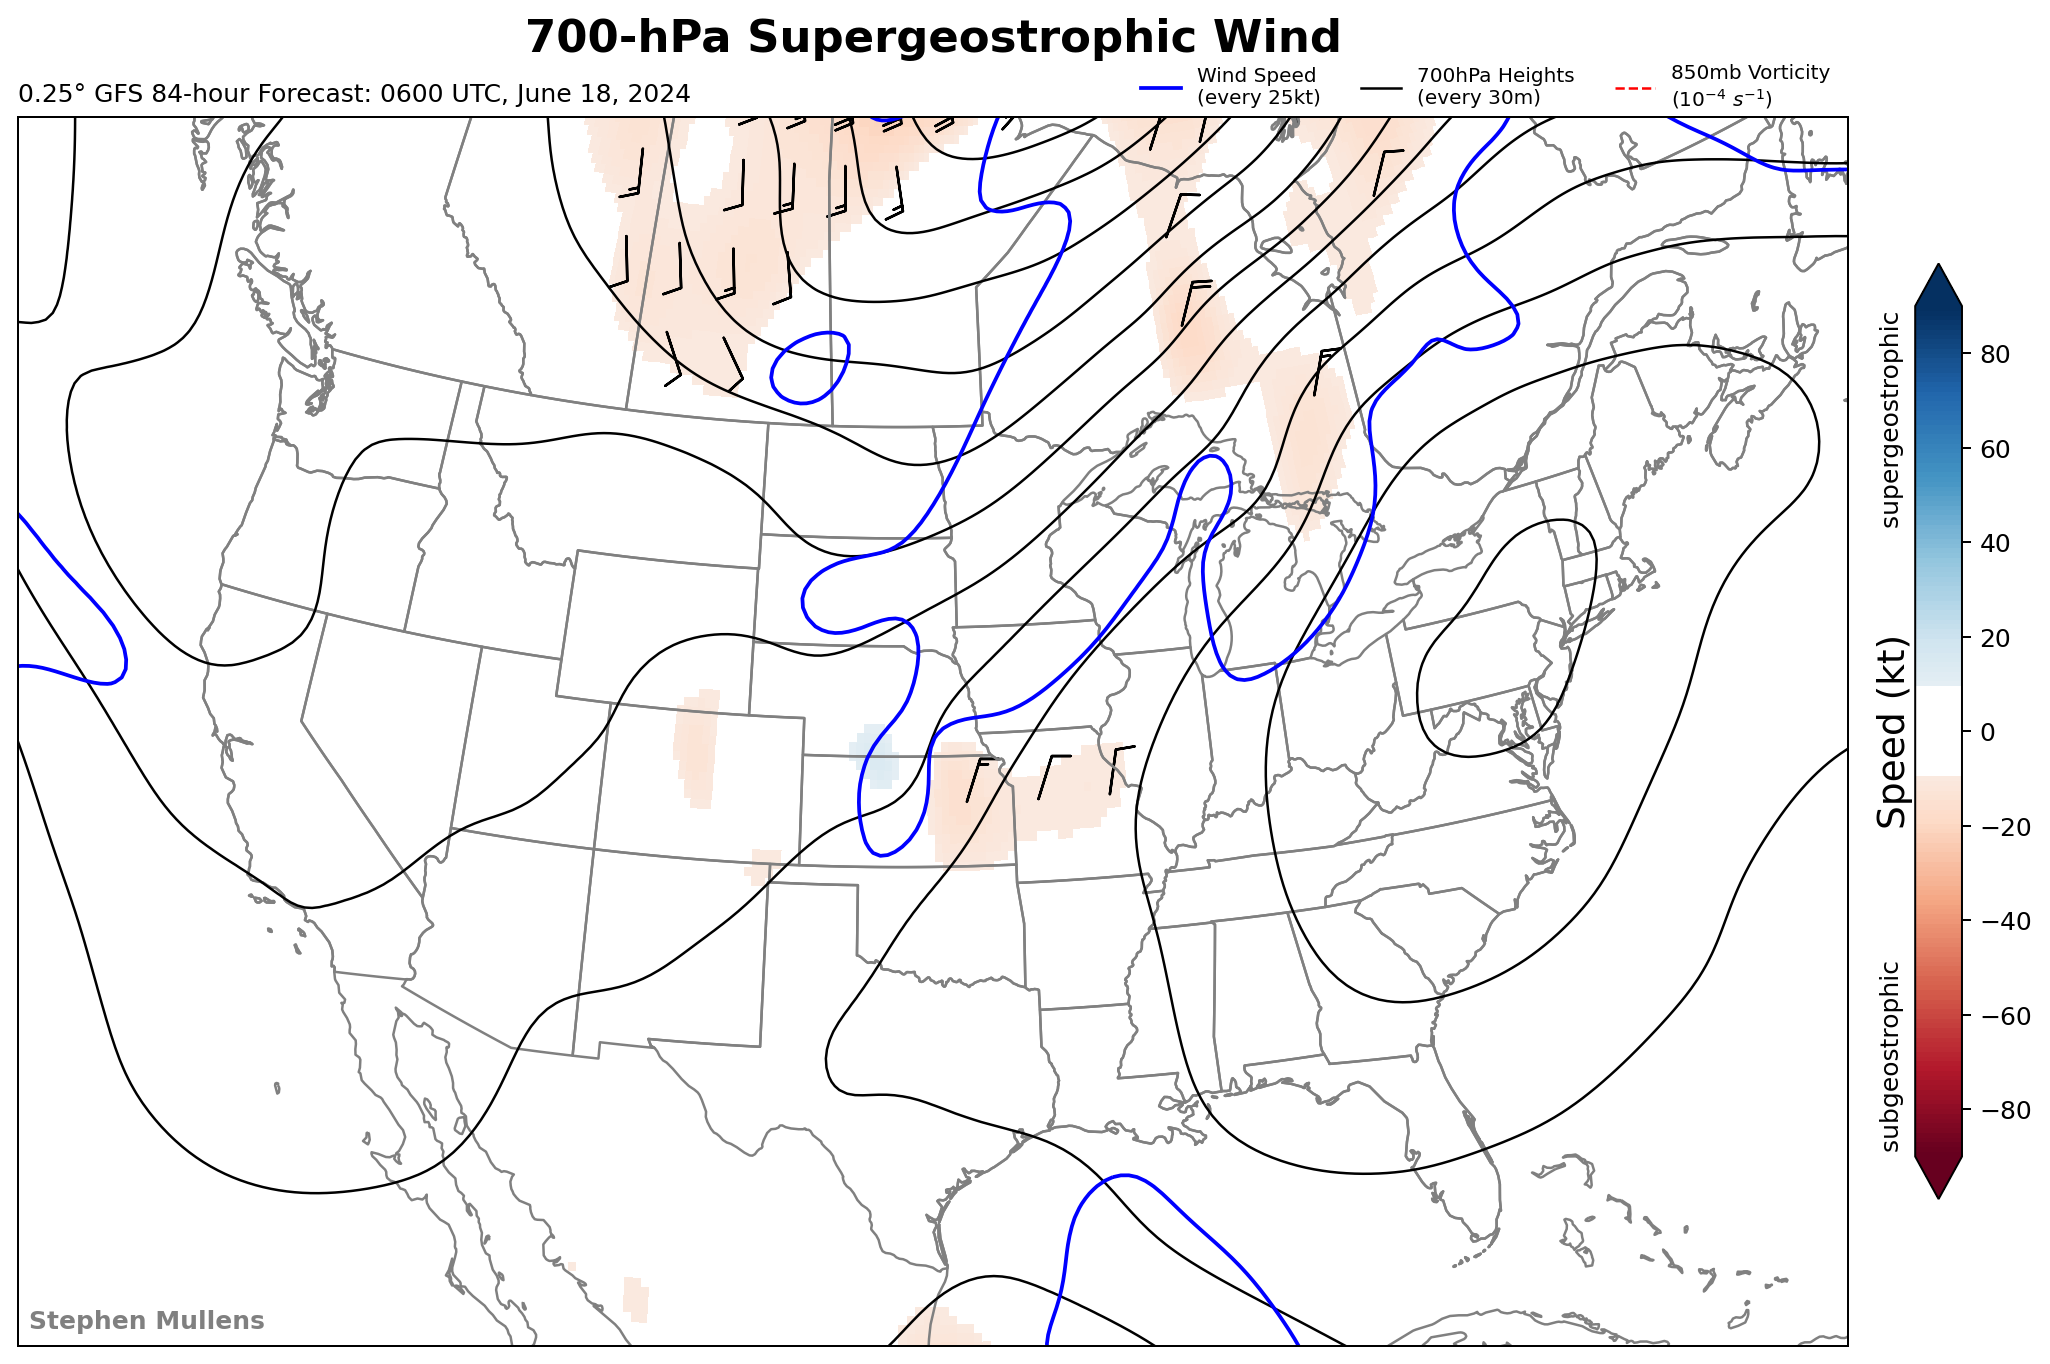 700-hPa Supergeostrophic Wind
0.25° GFS 84-hour Forecast: 0600 UTC, June 18, 2024
Wind Speed
(every 25kt)
700hPa Heights
(every 30m)
850mb Vorticity
(10⁻⁴ s⁻¹)
supergeostrophic
Speed (kt)
subgeostrophic
80
60
40
20
0
−20
−40
−60
−80
Stephen Mullens